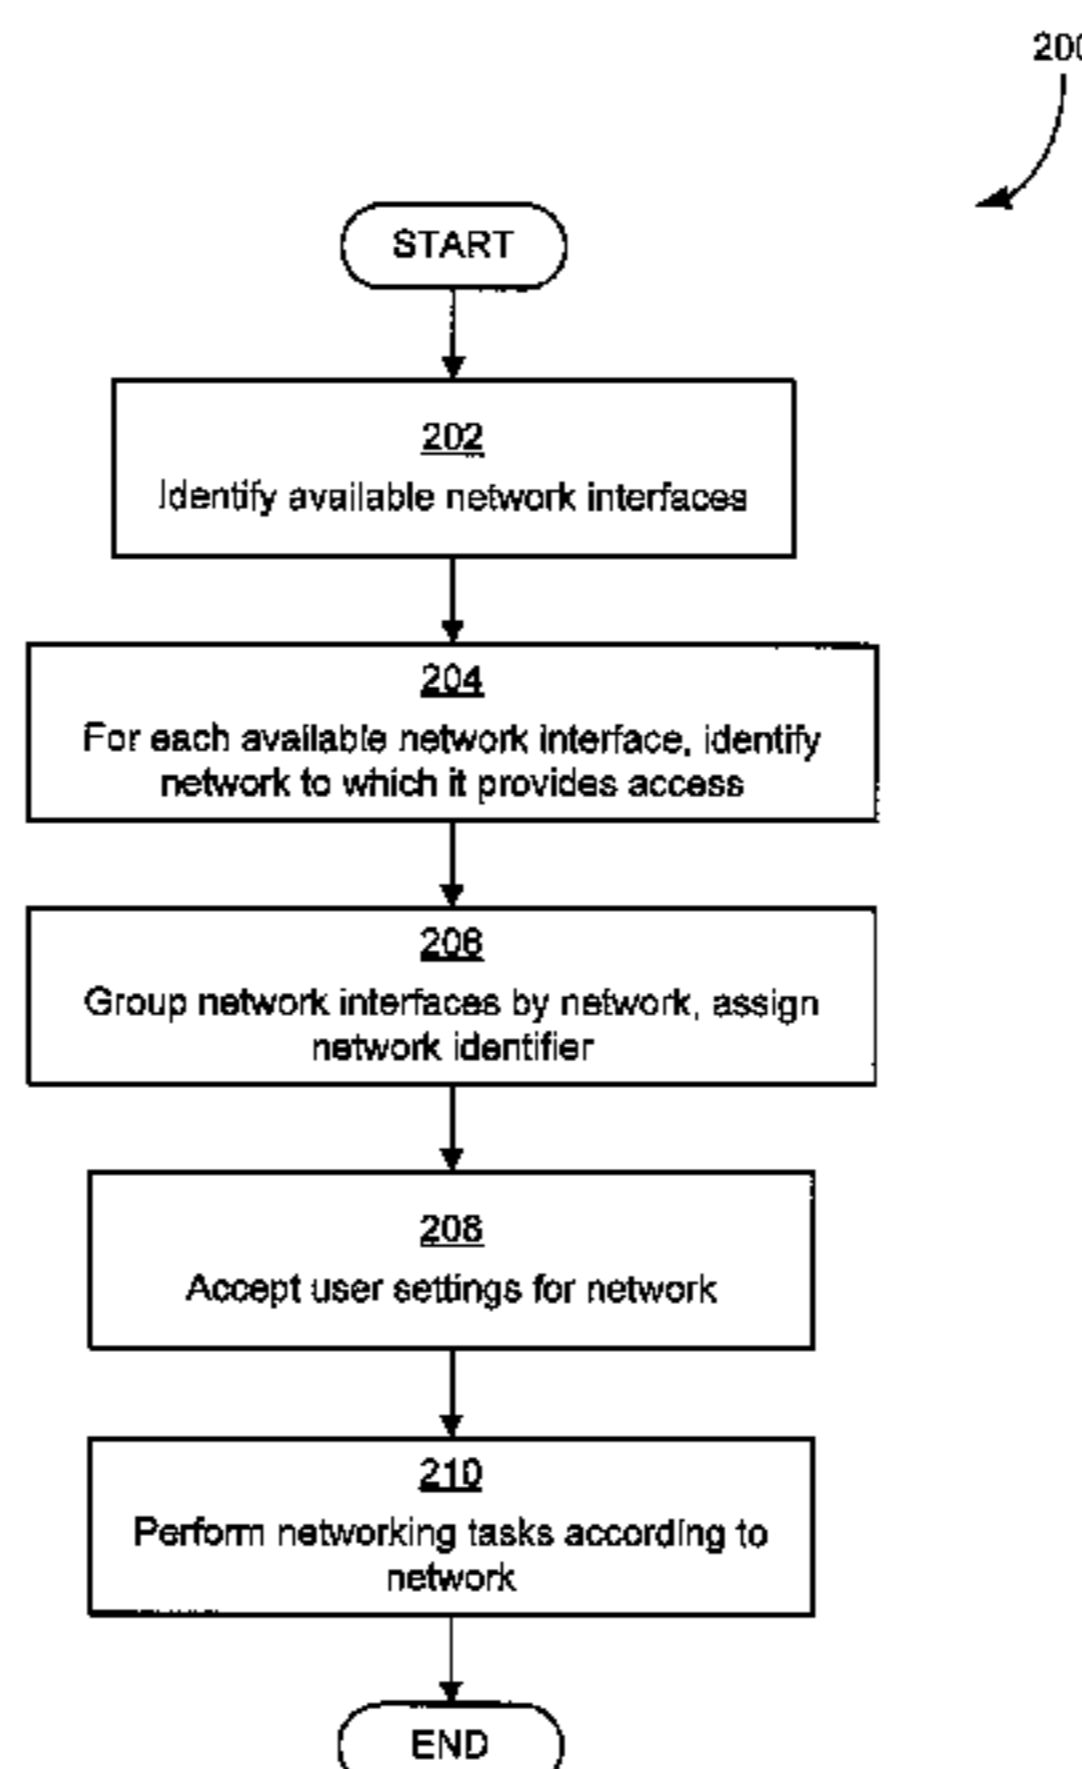 200
START
202
Identify available network interfaces
204
For each available network interface, identify
network to which it provides access
206
Group network interfaces by network, assign
network identifier
208
Accept user settings for network
210
Perform networking tasks according to
network
END